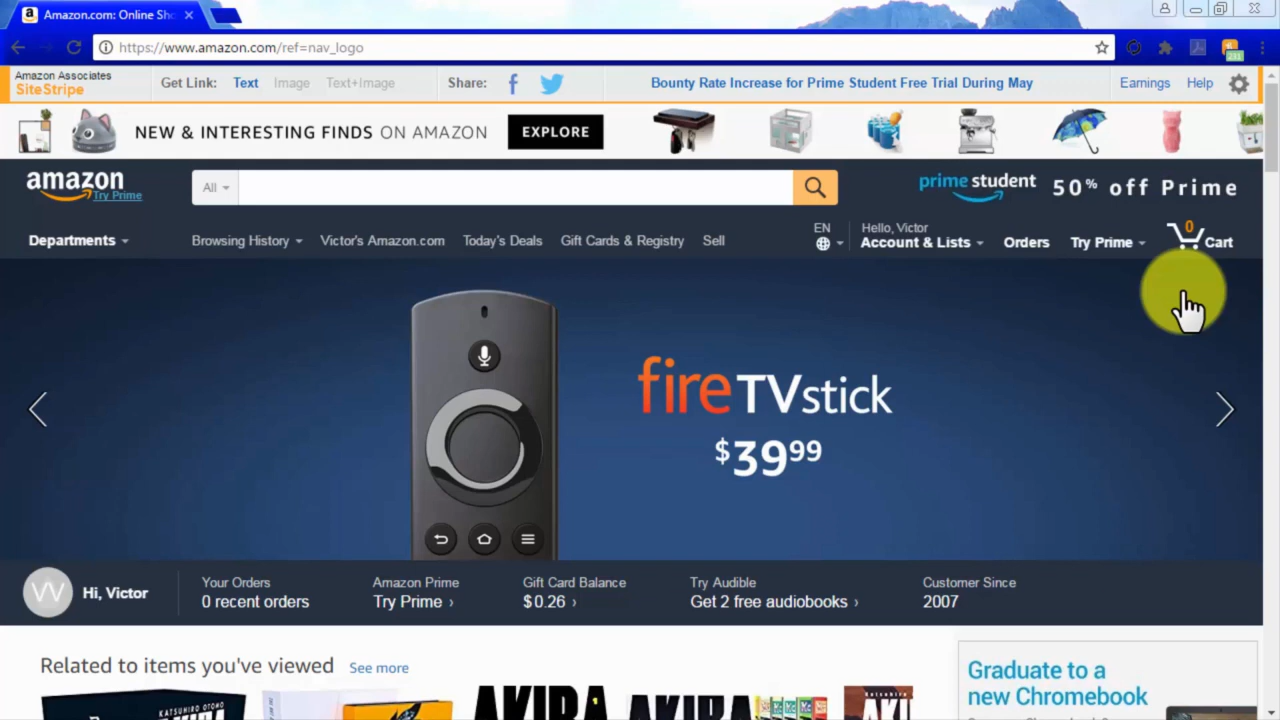 Amazon.com: Online Sho
https://www.amazon.com/ref=nav_logo
Amazon Associates
SiteStripe
Get Link: Text Image Text+Image
Share:
Bounty Rate Increase for Prime Student Free Trial During May
Earnings Help
NEW & INTERESTING FINDS ON AMAZON EXPLORE
amazon
Try Prime
All
prime student 50% off Prime
Departments
Browsing History Victor's Amazon.com Today's Deals Gift Cards & Registry Sell
EN
Hello, Victor
Account & Lists
Orders
Try Prime
0
Cart
fireTVstick
$3999
Hi, Victor
Your Orders
0 recent orders
Amazon Prime
Try Prime ›
Gift Card Balance
$0.26 ›
Try Audible
Get 2 free audiobooks ›
Customer Since
2007
Related to items you've viewed See more
Graduate to a
new Chromebook
KATSUHIRO OTOMO
AKIRA